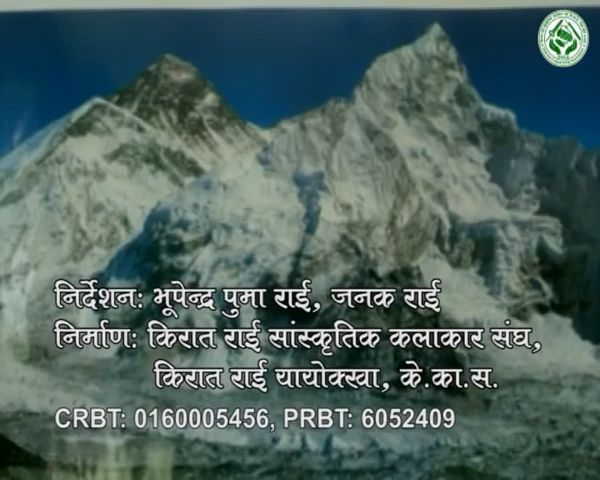 निर्देशन: भूपेन्द्र पुमा राई, जनक राई
निर्माण: किरात राई सांस्कृतिक कलाकार संघ,
किरात राई यायोक्खा, के.का.स.
CRBT: 0160005456, PRBT: 6052409